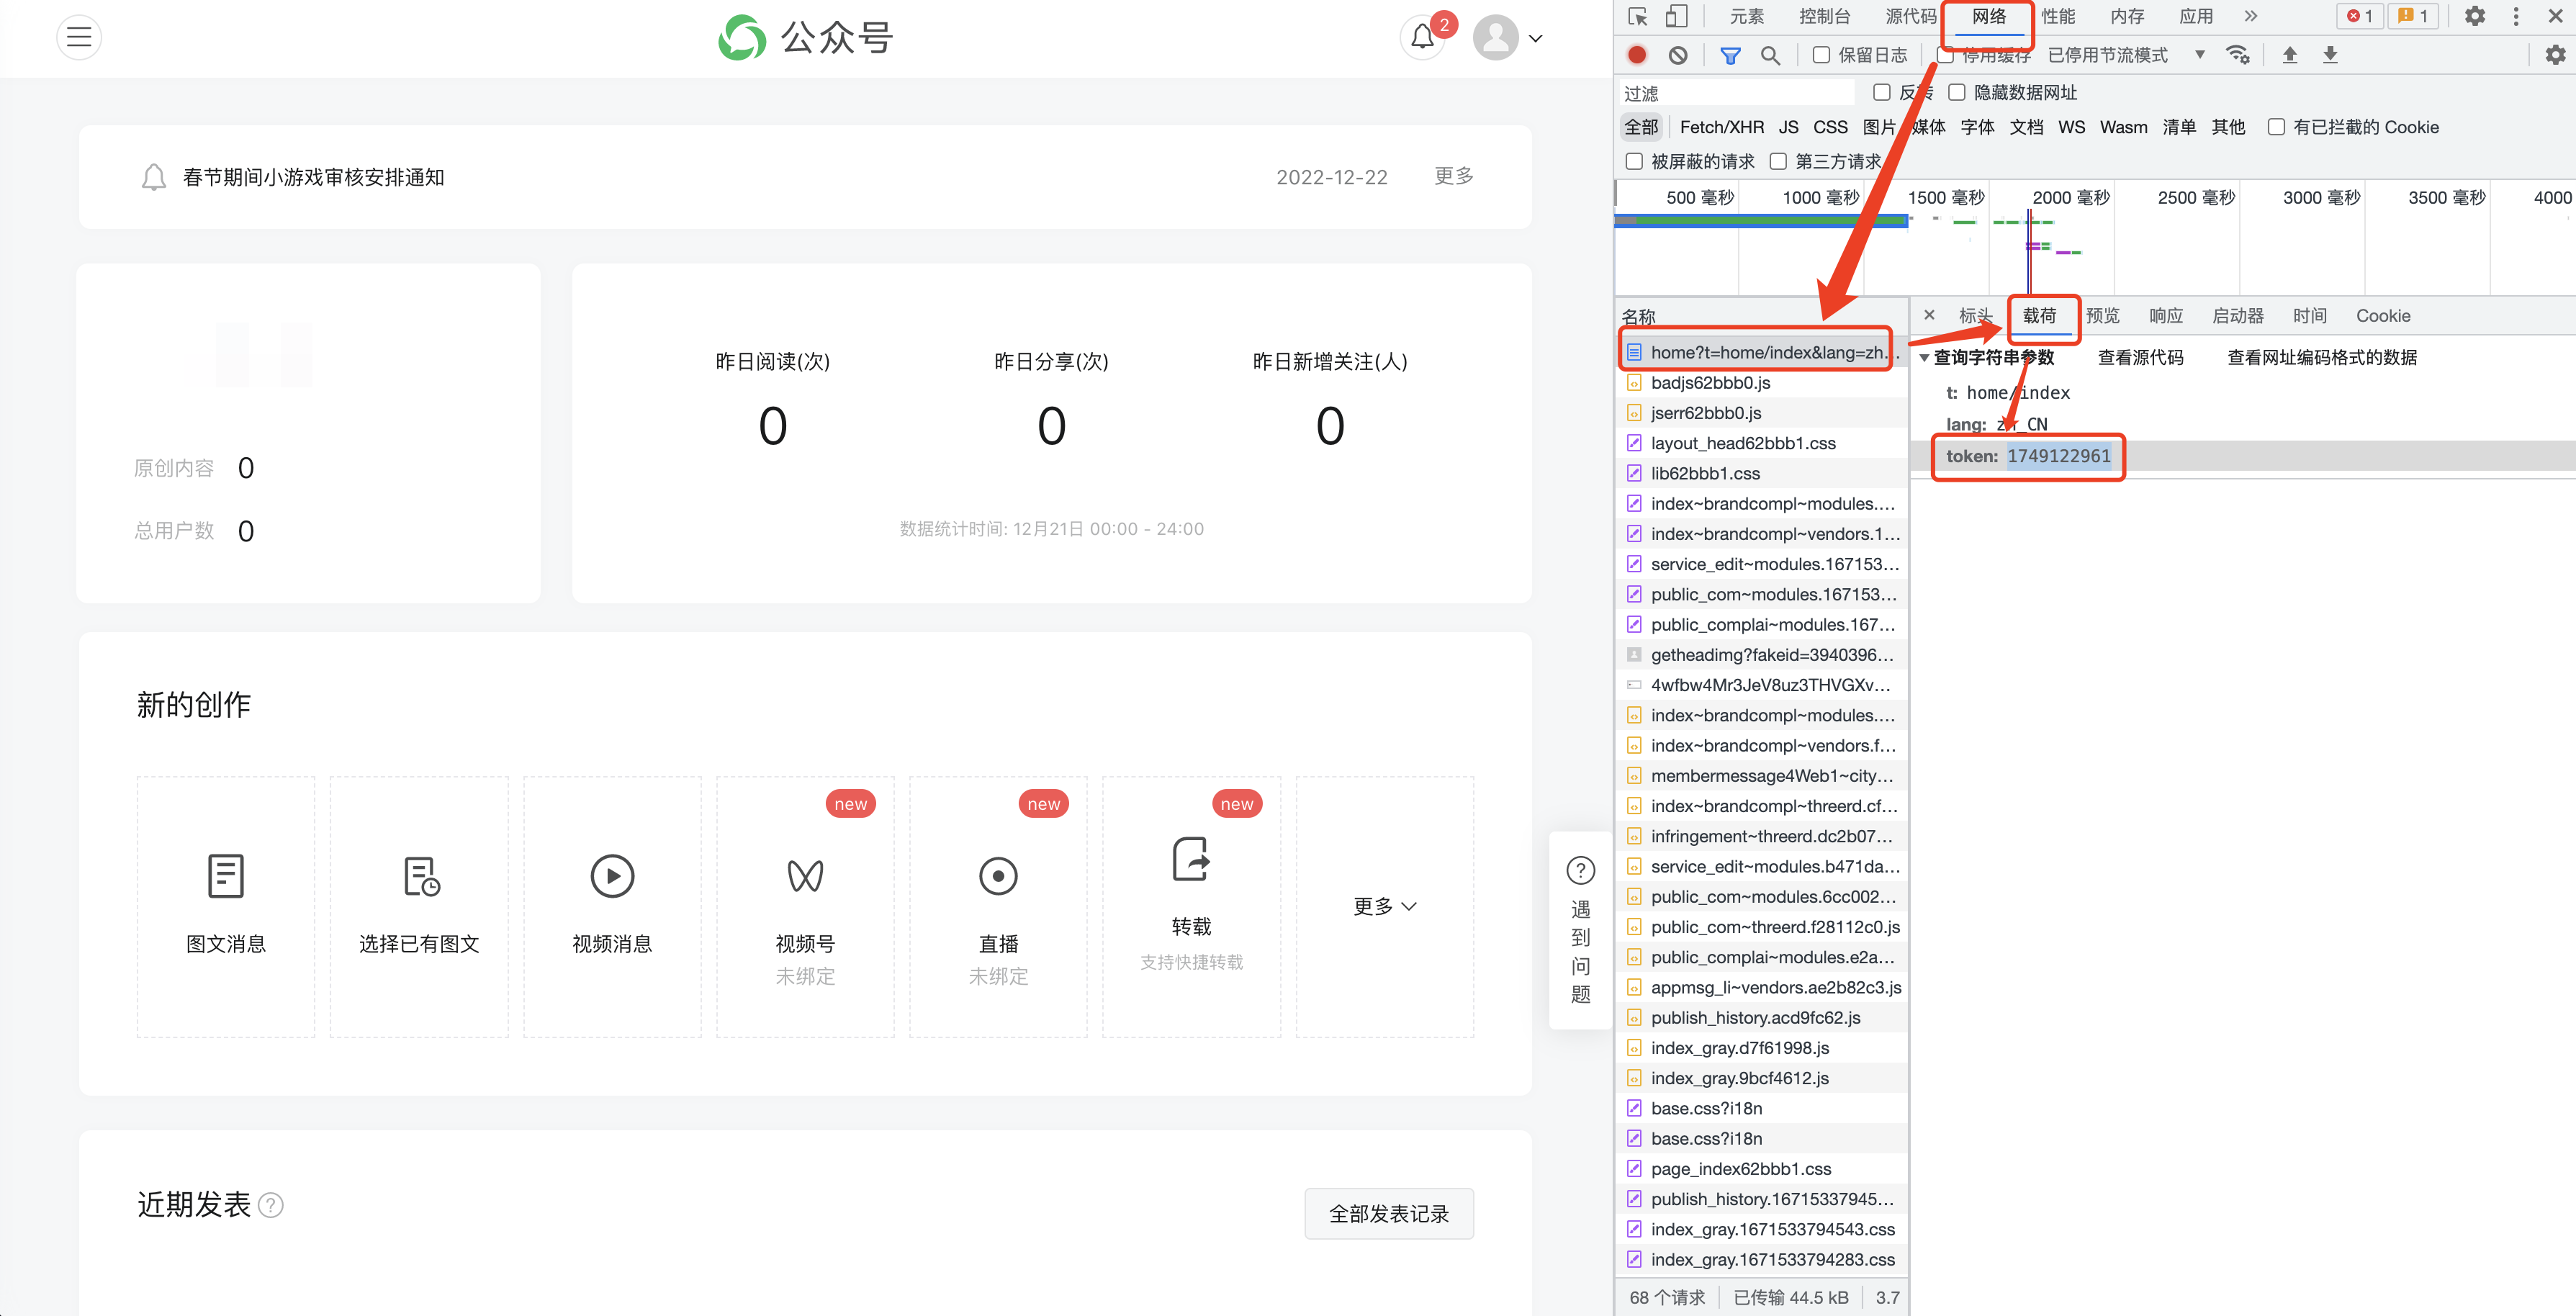 公众号
2
春节期间小游戏审核安排通知
2022-12-22 更多
原创内容 0
总用户数 0
昨日阅读(次) 昨日分享(次) 昨日新增关注(人)
0 0 0
数据统计时间: 12月21日 00:00 - 24:00
新的创作
new new new
图文消息 选择已有图文 视频消息 视频号 直播 转载 更多
未绑定 未绑定 支持快捷转载
近期发表 ?
全部发表记录
?
遇
到
问
题
元素 控制台 源代码 网络 性能 内存 应用 » 1 1
保留日志 停用缓存 已停用节流模式
过滤 反转 隐藏数据网址
全部 Fetch/XHR JS CSS 图片 媒体 字体 文档 WS Wasm 清单 其他 有已拦截的 Cookie
被屏蔽的请求 第三方请求
500 毫秒 1000 毫秒 1500 毫秒 2000 毫秒 2500 毫秒 3000 毫秒 3500 毫秒 4000
名称
home?t=home/index&lang=zh...
badjs62bbb0.js
jserr62bbb0.js
layout_head62bbb1.css
lib62bbb1.css
index~brandcompl~modules....
index~brandcompl~vendors.1...
service_edit~modules.167153...
public_com~modules.167153...
public_complai~modules.167...
getheadimg?fakeid=3940396...
4wfbw4Mr3JeV8uz3THVGXv...
index~brandcompl~modules....
index~brandcompl~vendors.f...
membermessage4Web1~city...
index~brandcompl~threerd.cf...
infringement~threerd.dc2b07...
service_edit~modules.b471da...
public_com~modules.6cc002...
public_com~threerd.f28112c0.js
public_complai~modules.e2a...
appmsg_li~vendors.ae2b82c3.js
publish_history.acd9fc62.js
index_gray.d7f61998.js
index_gray.9bcf4612.js
base.css?i18n
base.css?i18n
page_index62bbb1.css
publish_history.16715337945...
index_gray.1671533794543.css
index_gray.1671533794283.css
68 个请求 已传输 44.5 kB 3.7
标头 载荷 预览 响应 启动器 时间 Cookie
查询字符串参数 查看源代码 查看网址编码格式的数据
t: home/index
lang: zh_CN
token: 1749122961